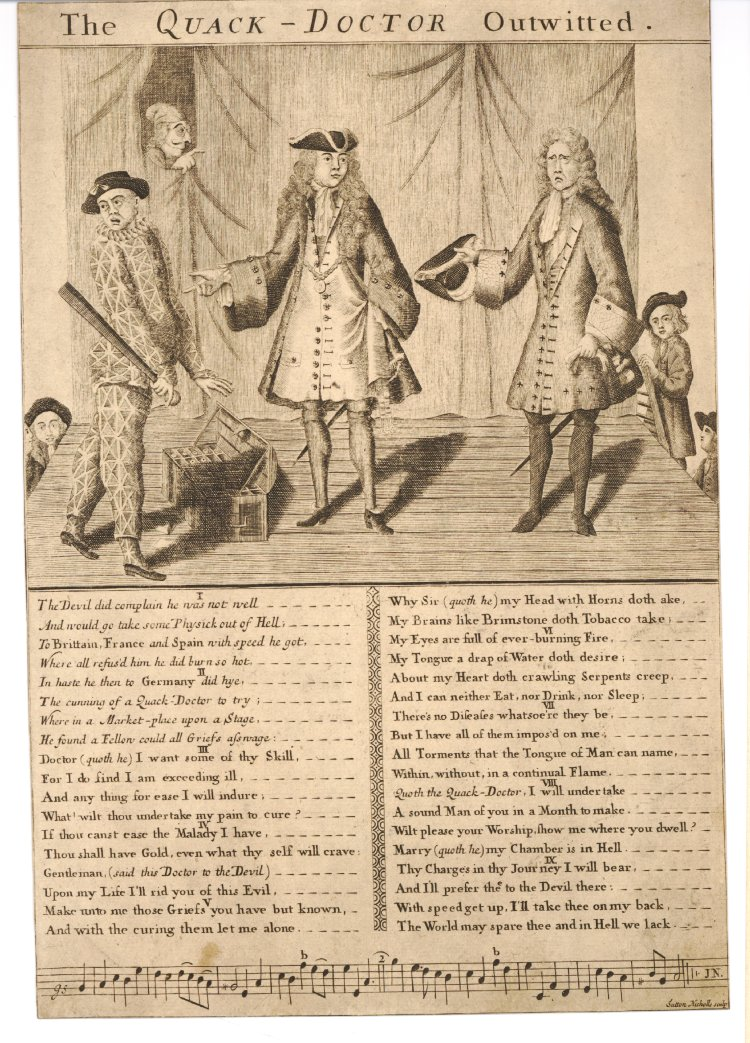 The QUACK-DOCTOR Outwitted.
I
The Devil did complain he was not well
And would go take some Physick out of Hell;
To Brittain, France and Spain with speed he got,
Where all refus'd him he did burn so hot.
II
In haste he then to Germany did hye,
The cunning of a Quack-Doctor to try;
Where in a Market-place upon a Stage,
He found a Fellow could all Griefs asswage:
III
Doctor (quoth he) I want some of thy Skill,
For I do find I am exceeding ill,
And any thing for ease I will indure;
What wilt thou undertake my pain to cure?
IV
If thou canst ease the Malady I have,
Thou shall have Gold, even what thy self will crave:
Gentleman, (said this Doctor to the Devil)
Upon my Life I'll rid you of this Evil,
V
Make unto me those Griefs you have but known,
And with the curing them let me alone.
Why Sir (quoth he) my Head with Horns doth ake,
My Brains like Brimstone doth Tobacco take;
VI
My Eyes are full of ever-burning Fire,
My Tongue a drap of Water doth desire;
About my Heart doth crawling Serpents creep,
And I can neither Eat, nor Drink, nor Sleep;
VII
There's no Diseases whatsoe're they be,
But I have all of them impos'd on me;
All Torments that the Tongue of Man can name,
Within, without, in a continual Flame.
VIII
Quoth the Quack-Doctor, I will undertake
A sound Man of you in a Month to make.
Wilt please your Worship, show me where you dwell?
Marry (quoth he) my Chamber is in Hell.
IX
Thy Charges in thy Journey I will bear,
And I'll prefer thee to the Devil there:
With speed get up, I'll take thee on my back,
The World may spare thee and in Hell we lack.
b
2
b
J N.
Sutton Nicholls sculp